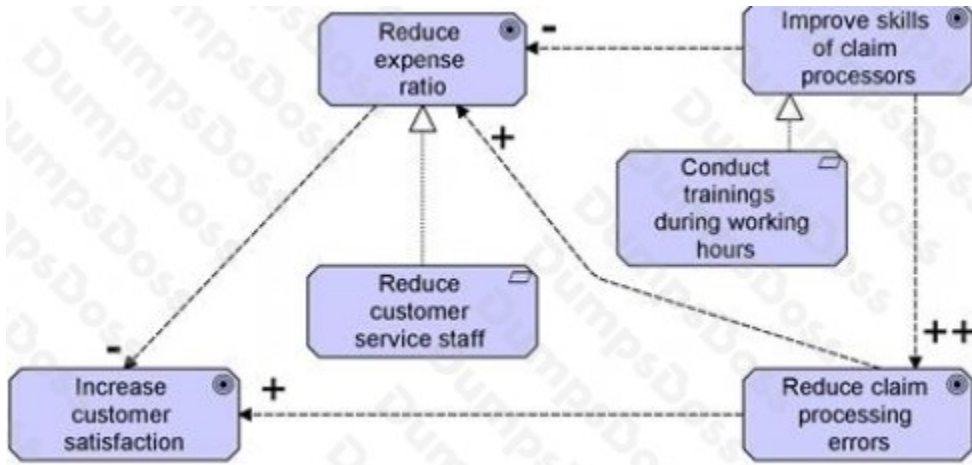 Reduce
expense
ratio
-
Improve skills
of claim
processors
+
Conduct
trainings
during working
hours
Reduce
customer
service staff
-
++
Increase
customer
satisfaction
+
Reduce claim
processing
errors
DumpsDoss